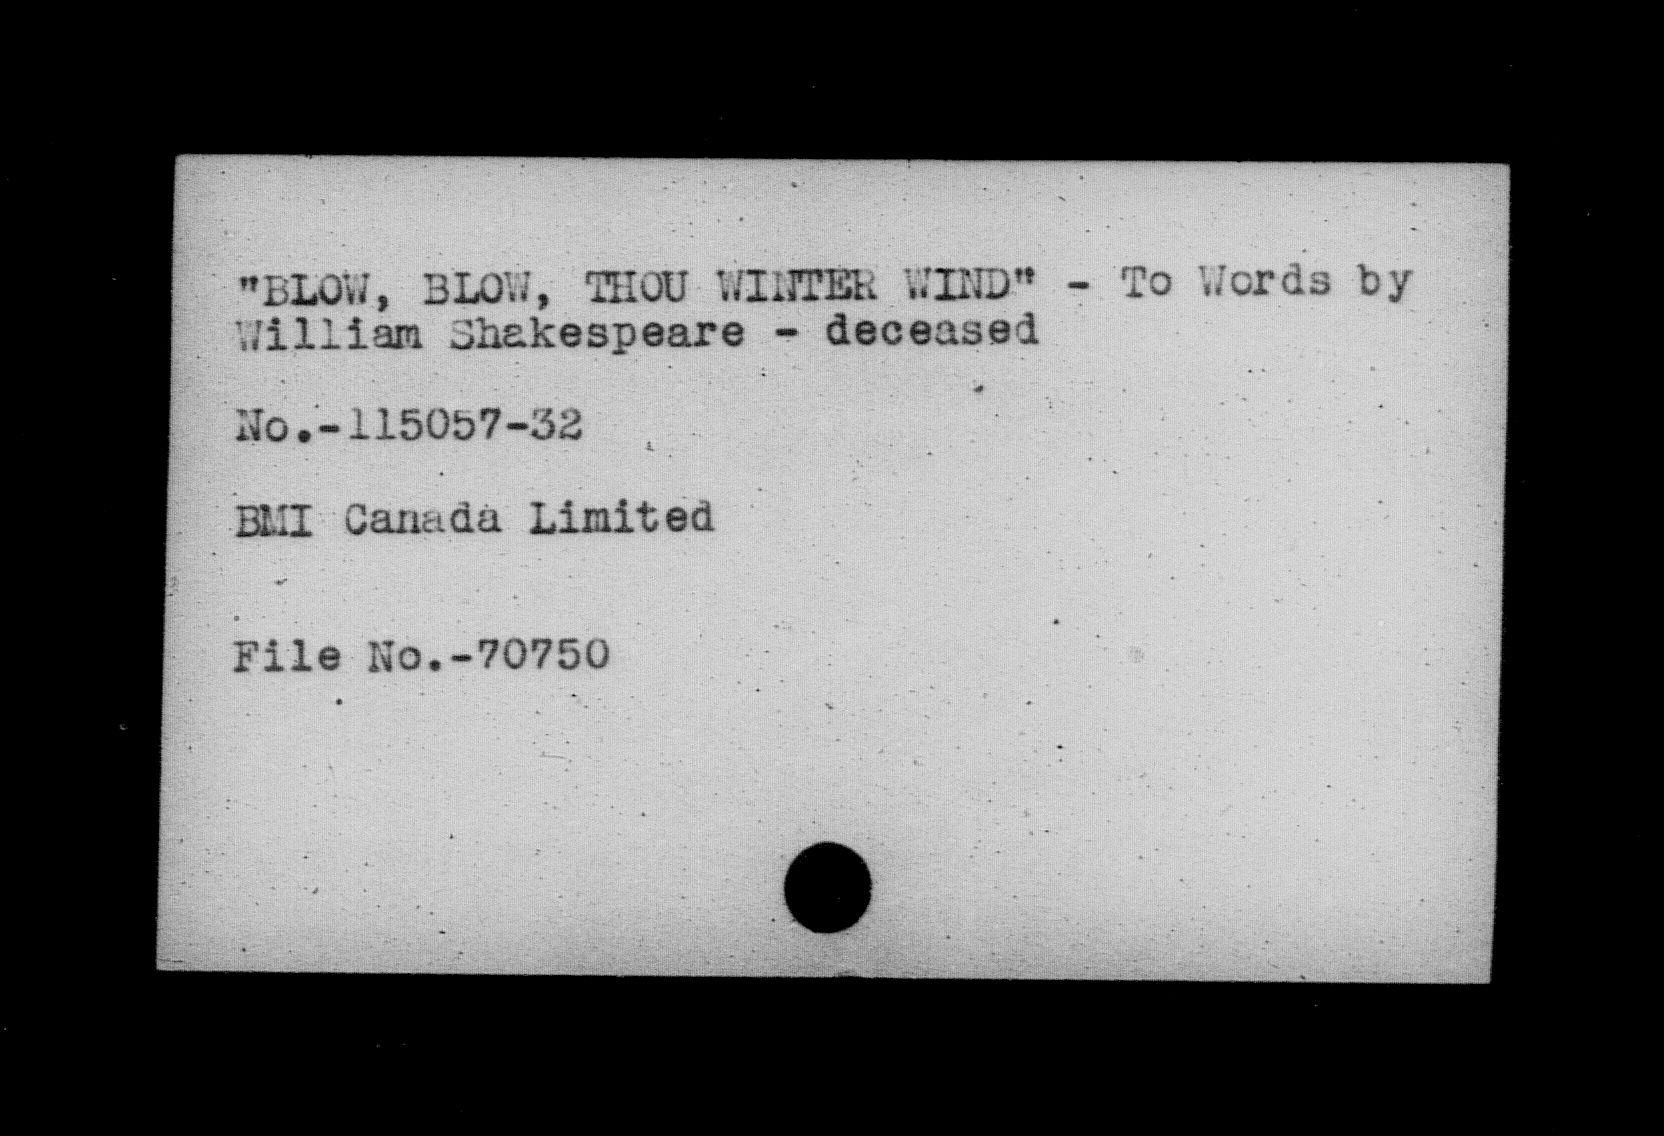 "BLOW, BLOW, THOU WINTER WIND" - To Words by
William Shakespeare - deceased
No.-115057-32
BMI Canada Limited
File No.-70750